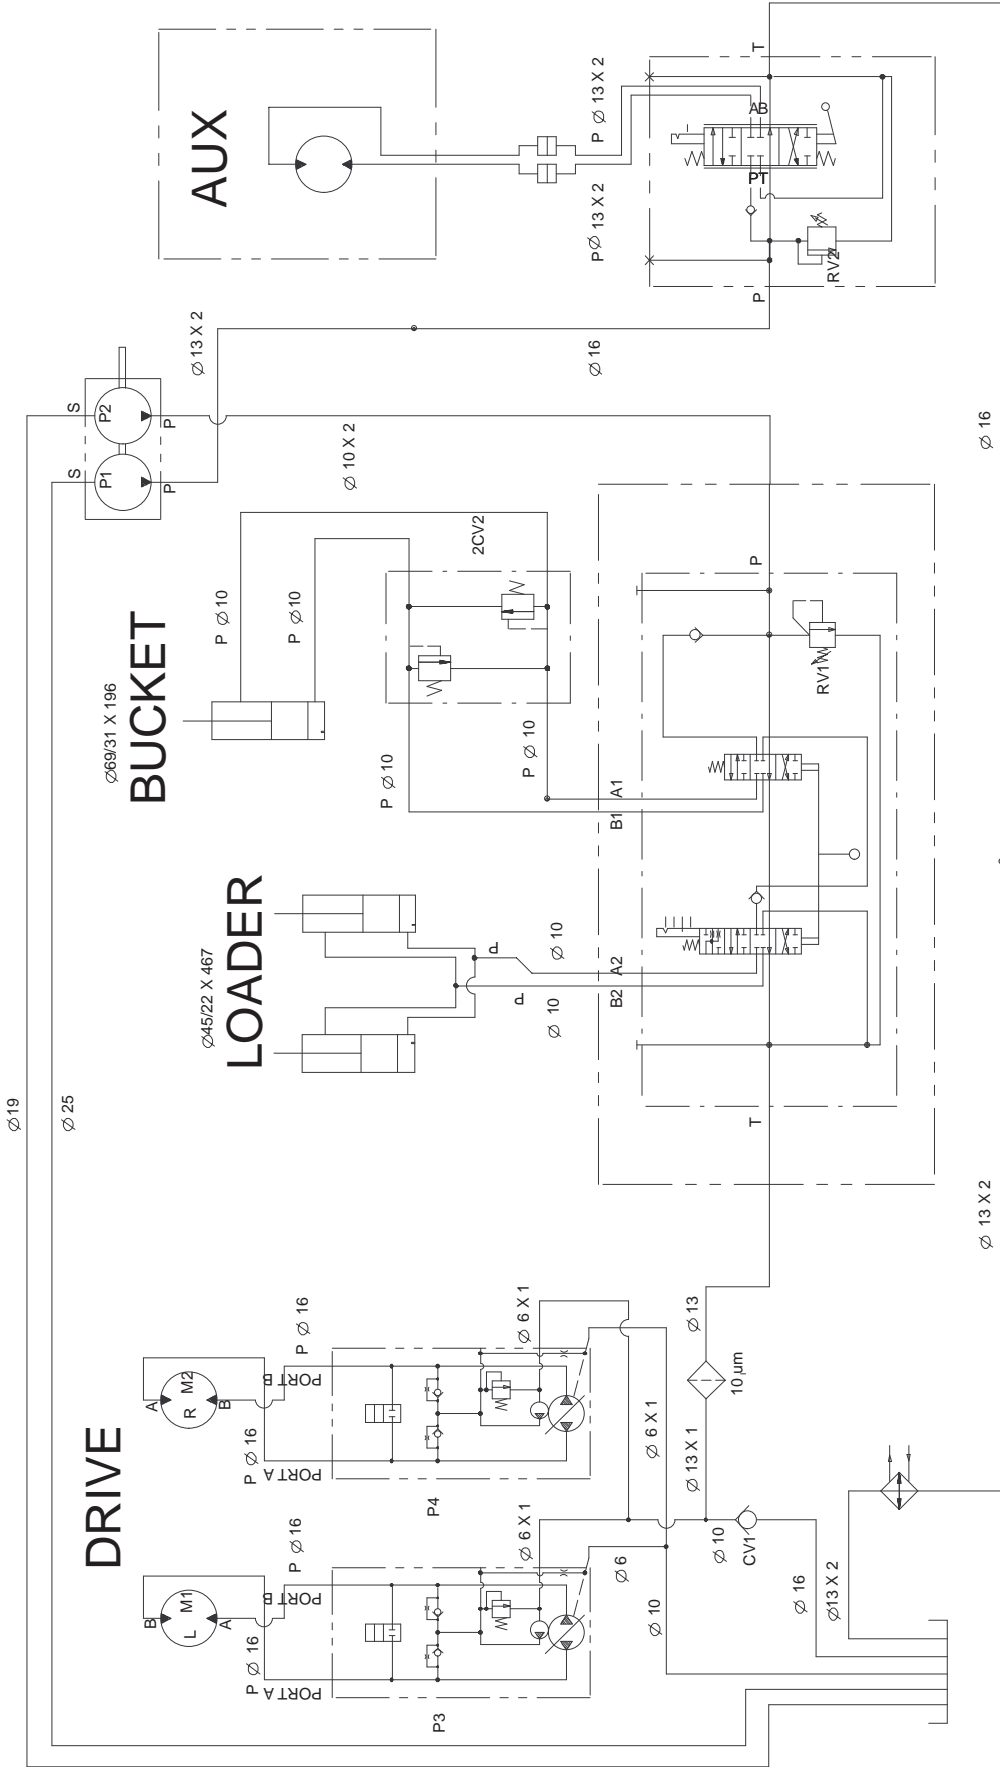 AUX
T
P Ø 13 X 2
AB
PT
P Ø 13 X 2
RV2
P
Ø 13 X 2
Ø 16
S
P2
P
S
P1
P
Ø 16
Ø 10 X 2
2CV2
P Ø 10
P Ø 10
P
Ø69/31 X 196
BUCKET
RV1
P Ø 10
P Ø 10
A1
B1
LOADER
Ø45/22 X 467
P
Ø 10
A2
P
B2
Ø 10
Ø19
Ø 25
T
Ø 13 X 2
Ø 16
P
Ø 6 X 1
Ø 13
10 µm
A
M2
R
B
PORT B
P Ø 16
PORT A
DRIVE
P4
Ø 6 X 1
Ø 13 X 1
P Ø 16
Ø 6 X 1
Ø 10
CV1
B
M1
L
A
PORT B
Ø 6
Ø 16
Ø13 X 2
P Ø 16
PORT A
Ø 10
P3